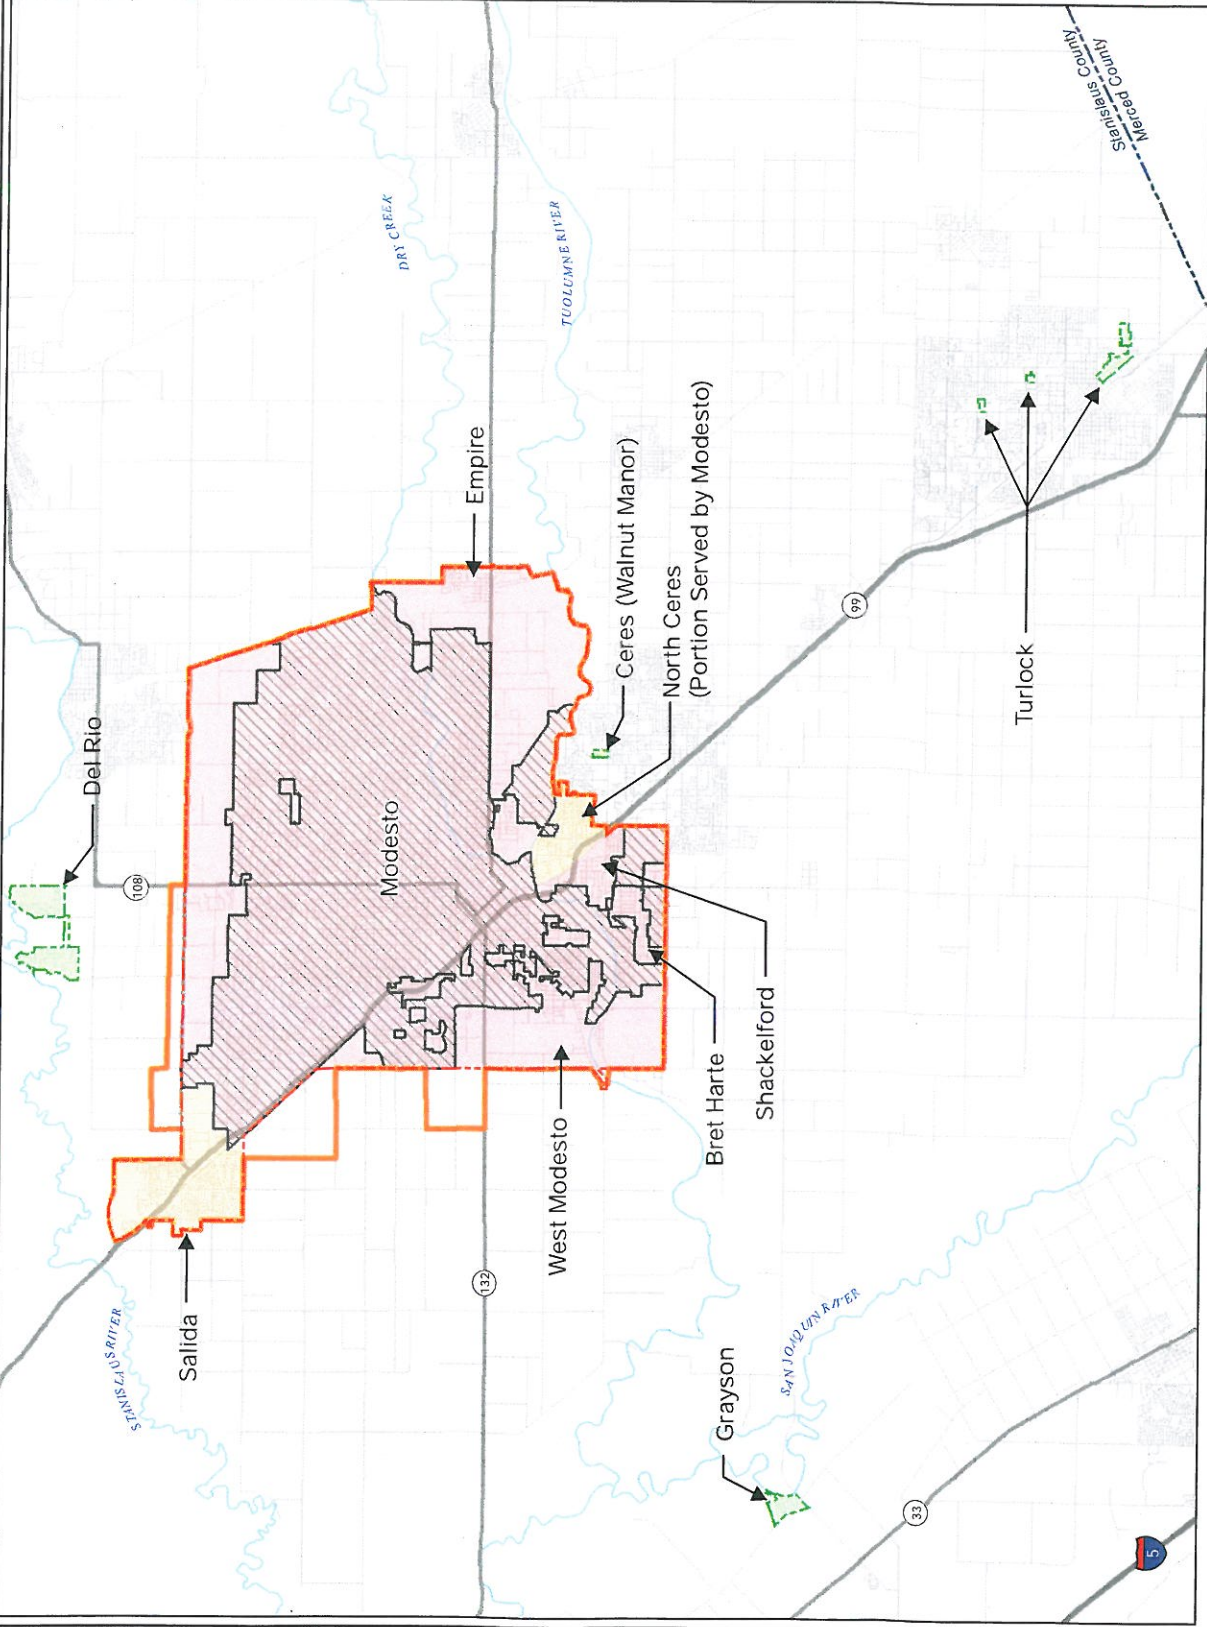 Stanislaus County
Merced County
DRY CREEK
TUOLUMNE RIVER
Empire
Ceres (Walnut Manor)
North Ceres
(Portion Served by Modesto)
99
Turlock
Del Rio
108
Modesto
Shackelford
Bret Harte
West Modesto
132
Salida
STANISLAUS RIVER
SAN JOAQUIN RIVER
Grayson
33
5